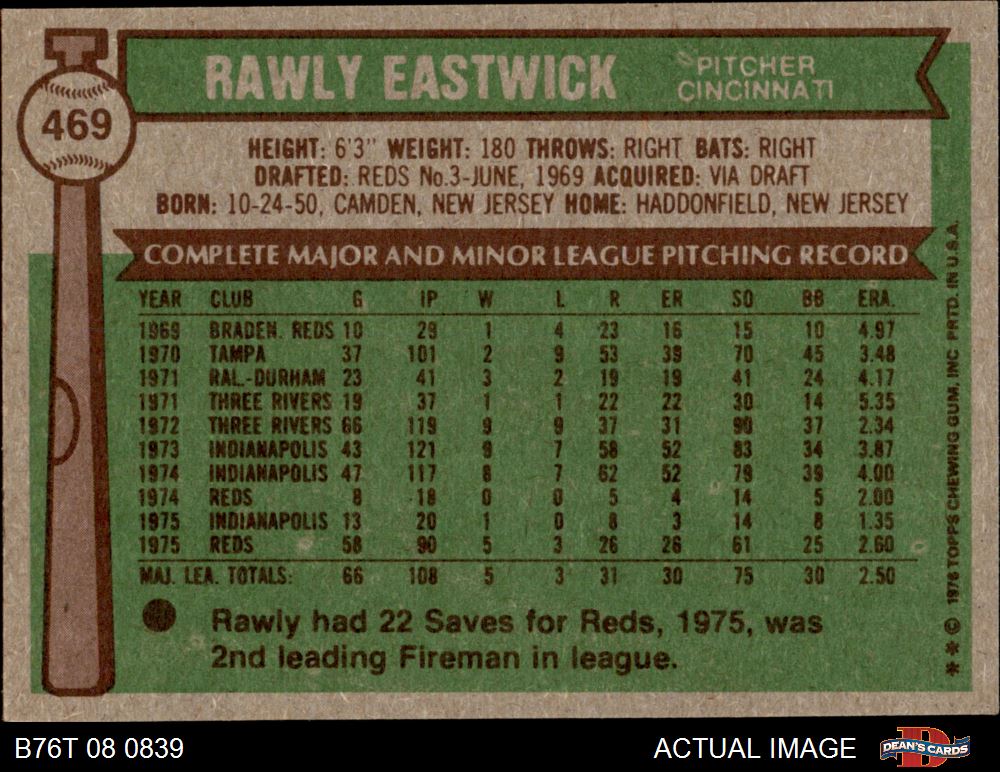 469
RAWLY EASTWICK
PITCHER
CINCINNATI
HEIGHT: 6'3" WEIGHT: 180 THROWS: RIGHT BATS: RIGHT
DRAFTED: REDS No.3-JUNE, 1969 ACQUIRED: VIA DRAFT
BORN: 10-24-50, CAMDEN, NEW JERSEY HOME: HADDONFIELD, NEW JERSEY
COMPLETE MAJOR AND MINOR LEAGUE PITCHING RECORD
YEAR CLUB G IP W L R ER SO BB ERA.
1969 BRADEN. REDS 10 29 1 4 23 16 15 10 4.97
1970 TAMPA 37 101 2 9 53 39 70 45 3.48
1971 RAL.-DURHAM 23 41 3 2 19 19 41 24 4.17
1971 THREE RIVERS 19 37 1 1 22 22 30 14 5.35
1972 THREE RIVERS 66 119 9 9 37 31 90 37 2.34
1973 INDIANAPOLIS 43 121 9 7 58 52 83 34 3.87
1974 INDIANAPOLIS 47 117 8 7 62 52 79 39 4.00
1974 REDS 8 18 0 0 5 4 14 5 2.00
1975 INDIANAPOLIS 13 20 1 0 8 3 14 8 1.35
1975 REDS 58 90 5 3 26 26 61 25 2.60
MAJ. LEA. TOTALS: 66 108 5 3 31 30 75 30 2.50
Rawly had 22 Saves for Reds, 1975, was
2nd leading Fireman in league.
** © 1976 TOPPS CHEWING GUM, INC PRTD. IN U.S.A.
B76T 08 0839
ACTUAL IMAGE
DEAN'S CARDS